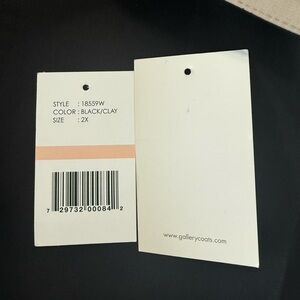 STYLE : 18559W
COLOR : BLACK/CLAY
SIZE : 2X
7 29732 00084 2
www.gallerycoats.com